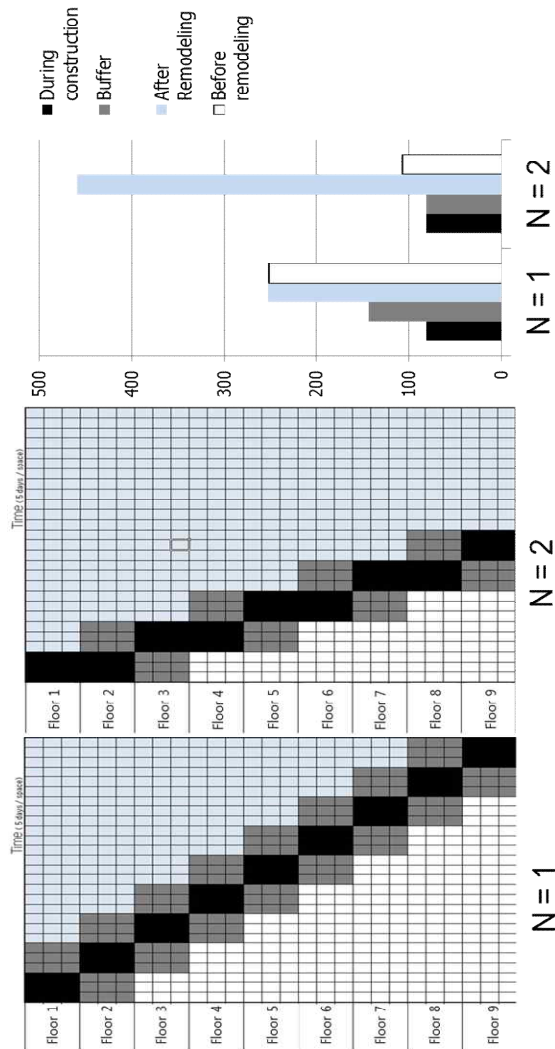 Time (5 days / space)
Floor 1
Floor 2
Floor 3
Floor 4
Floor 5
Floor 6
Floor 7
Floor 8
Floor 9
N = 1
Time (5 days / space)
Floor 1
Floor 2
Floor 3
Floor 4
Floor 5
Floor 6
Floor 7
Floor 8
Floor 9
N = 2
500
400
300
200
100
0
N = 1
N = 2
During
construction
Buffer
After
Remodeling
Before
remodeling